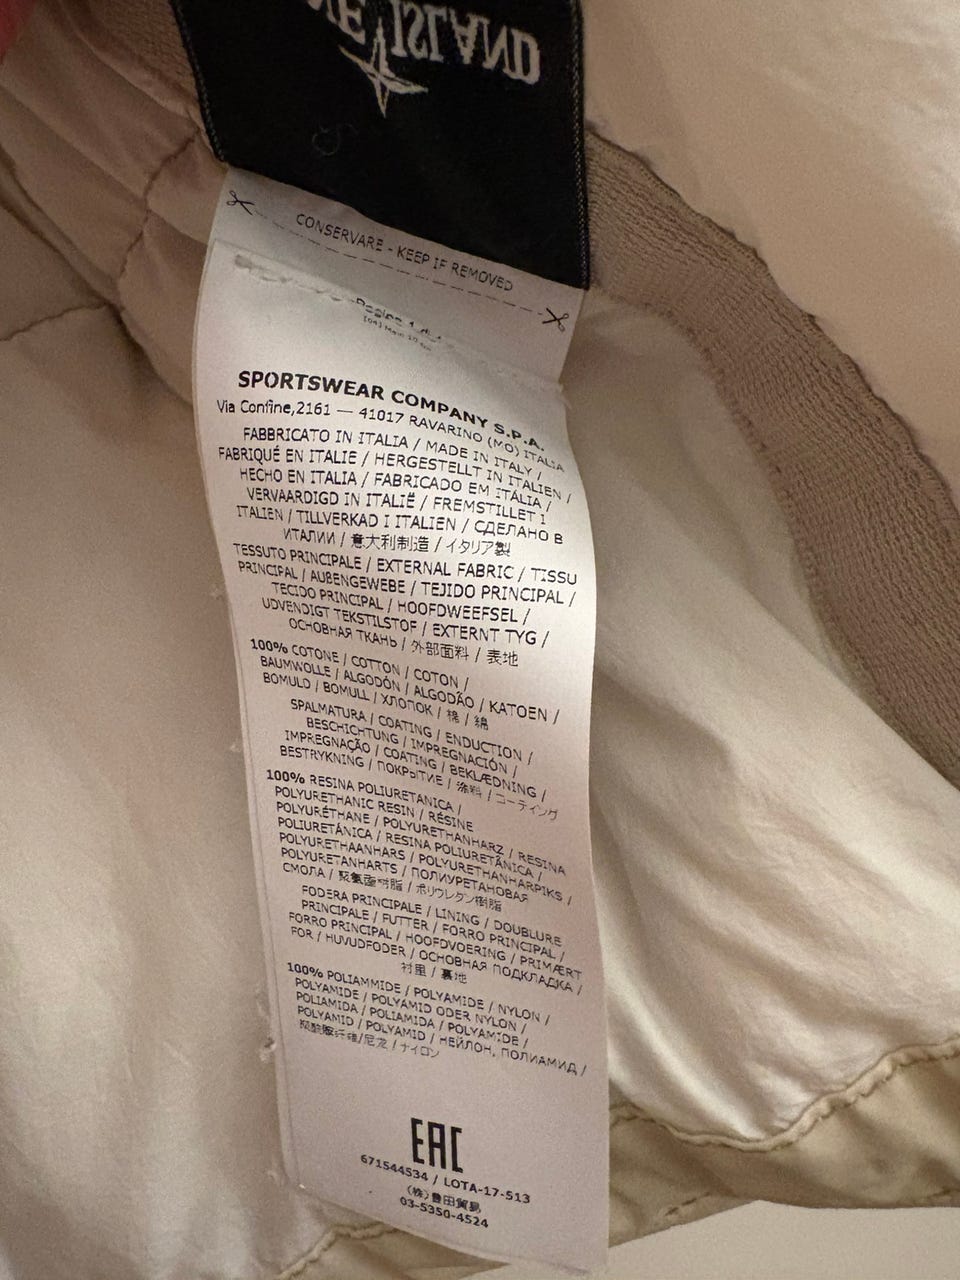 ISLAND
CONSERVARE - KEEP IF REMOVED
SPORTSWEAR COMPANY S.P.A.
Via Confine,2161 — 41017 RAVARINO (MO) ITALIA
FABBRICATO IN ITALIA / MADE IN ITALY /
FABRIQUÉ EN ITALIE / HERGESTELLT IN ITALIEN /
HECHO EN ITALIA / FABRICADO EM ITÁLIA /
VERVAARDIGD IN ITALIË / FREMSTILLET I
ITALIEN / TILLVERKAD I ITALIEN / СДЕЛАНО В
ИТАЛИИ / 意大利制造 / イタリア製
TESSUTO PRINCIPALE / EXTERNAL FABRIC / TISSU
PRINCIPAL / AUßENGEWEBE / TEJIDO PRINCIPAL /
TECIDO PRINCIPAL / HOOFDWEEFSEL /
UDVENDIGT TEKSTILSTOF / EXTERNT TYG /
ОСНОВНАЯ ТКАНЬ / 外部面料 / 表地
100% COTONE / COTTON / COTON /
BAUMWOLLE / ALGODÓN / ALGODÃO / KATOEN /
BOMULD / BOMULL / ХЛОПОК / 棉 / 綿
SPALMATURA / COATING / ENDUCTION /
BESCHICHTUNG / IMPREGNACIÓN /
IMPREGNAÇÃO / COATING / BEKLÆDNING /
BESTRYKNING / ПОКРЫТИЕ / 涂料 / コーティング
100% RESINA POLIURETANICA /
POLYURETHANIC RESIN / RÉSINE
POLYURÉTHANE / POLYURETHANHARZ / RESINA
POLIURETÁNICA / RESINA POLIURETÂNICA /
POLYURETHAANHARS / POLYURETHANHARPIKS /
POLYURETANHARTS / ПОЛИУРЕТАНОВАЯ
СМОЛА / 聚氨酯树脂 / ポリウレタン樹脂
FODERA PRINCIPALE / LINING / DOUBLURE
PRINCIPALE / FUTTER / FORRO PRINCIPAL /
FORRO PRINCIPAL / HOOFDVOERING / PRIMÆRT
FOR / HUVUDFODER / ОСНОВНАЯ ПОДКЛАДКА /
衬里 / 裏地
100% POLIAMMIDE / POLYAMIDE / NYLON /
POLYAMIDE / POLYAMID ODER NYLON /
POLIAMIDA / POLIAMIDA / POLYAMIDE /
POLYAMID / POLYAMID / НЕЙЛОН, ПОЛИАМИД /
聚酰胺纤维/尼龙 / ナイロン
EAC
671544534 / LOTA-17-513
(株)豊田貿易
03-5350-4524